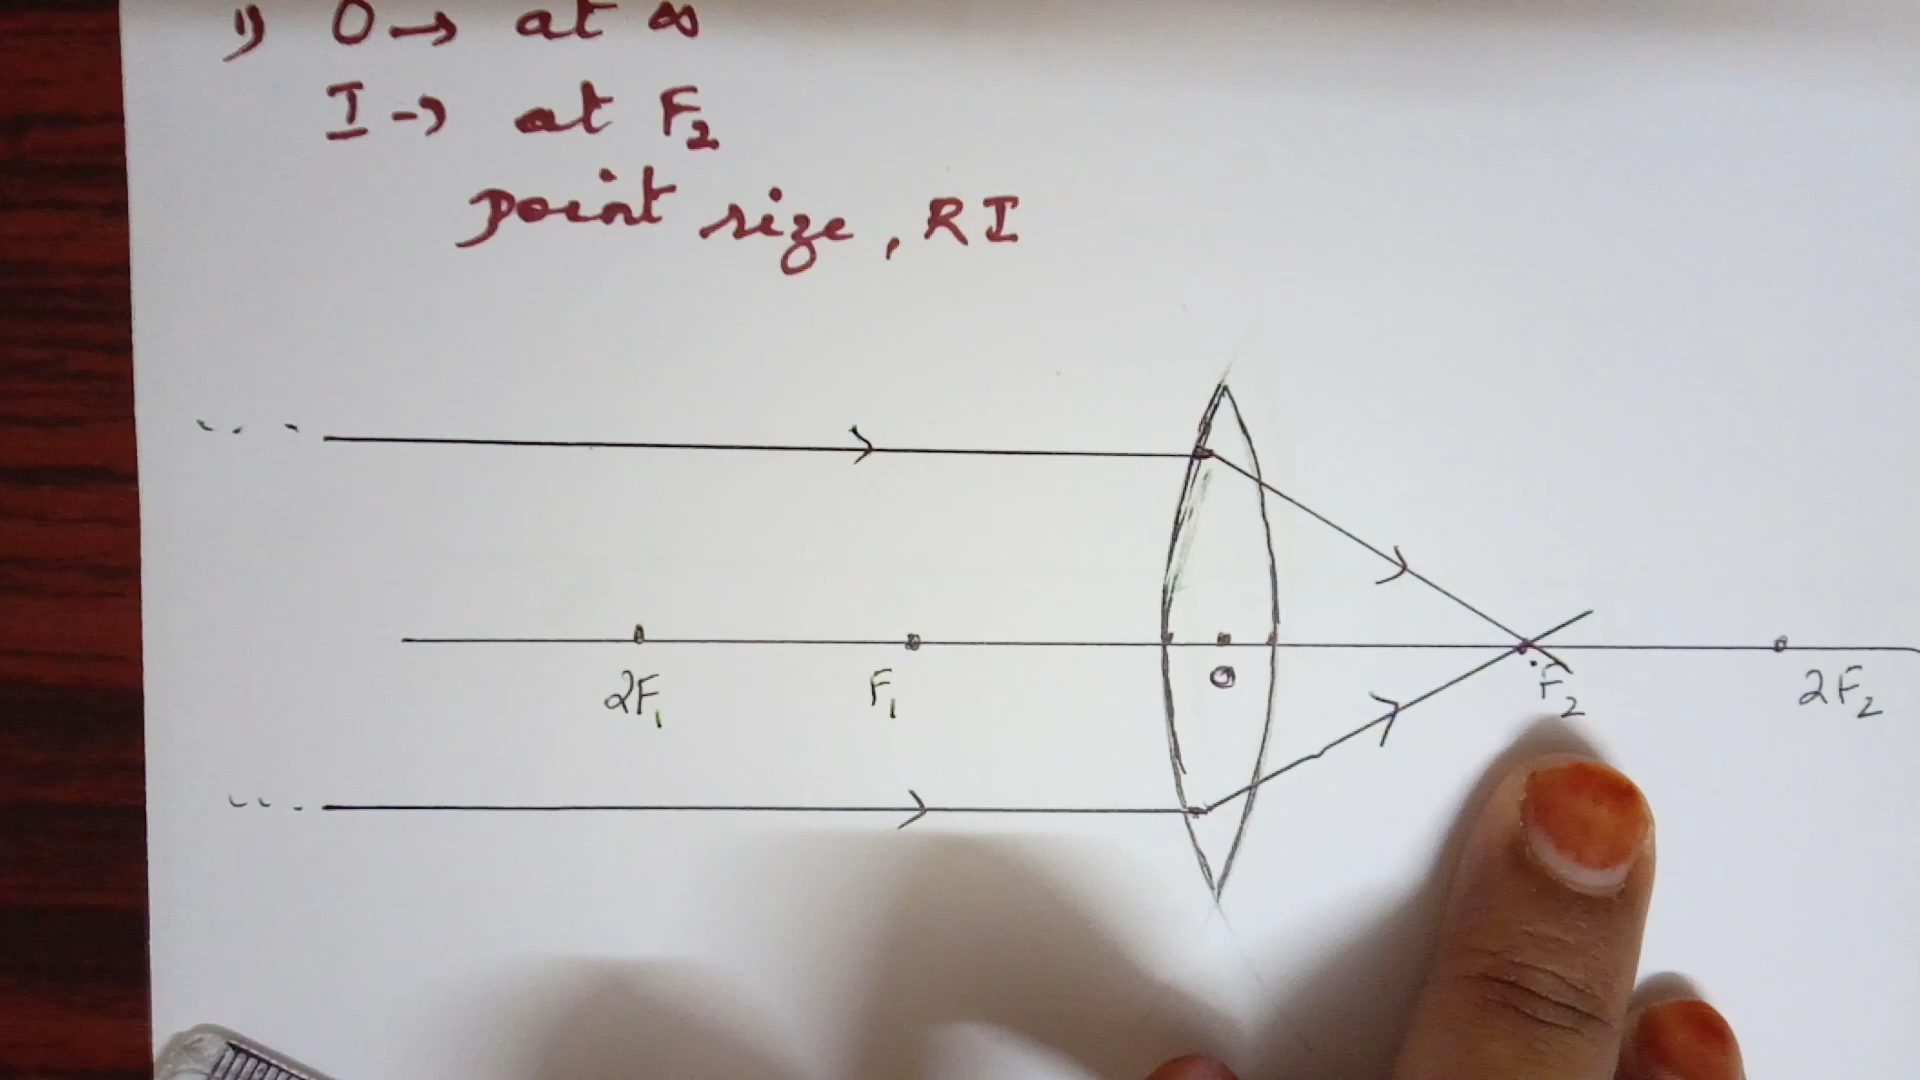 1) O → at ∞
I → at F₂
point size, RI
2F₁ F₁ O F₂ 2F₂